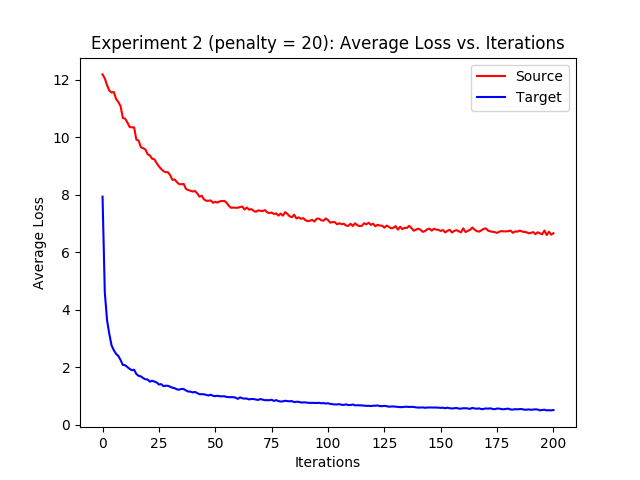 Experiment 2 (penalty = 20): Average Loss vs. Iterations
Source
Target
Average Loss
12
10
8
6
4
2
0
0 25 50 75 100 125 150 175 200
Iterations